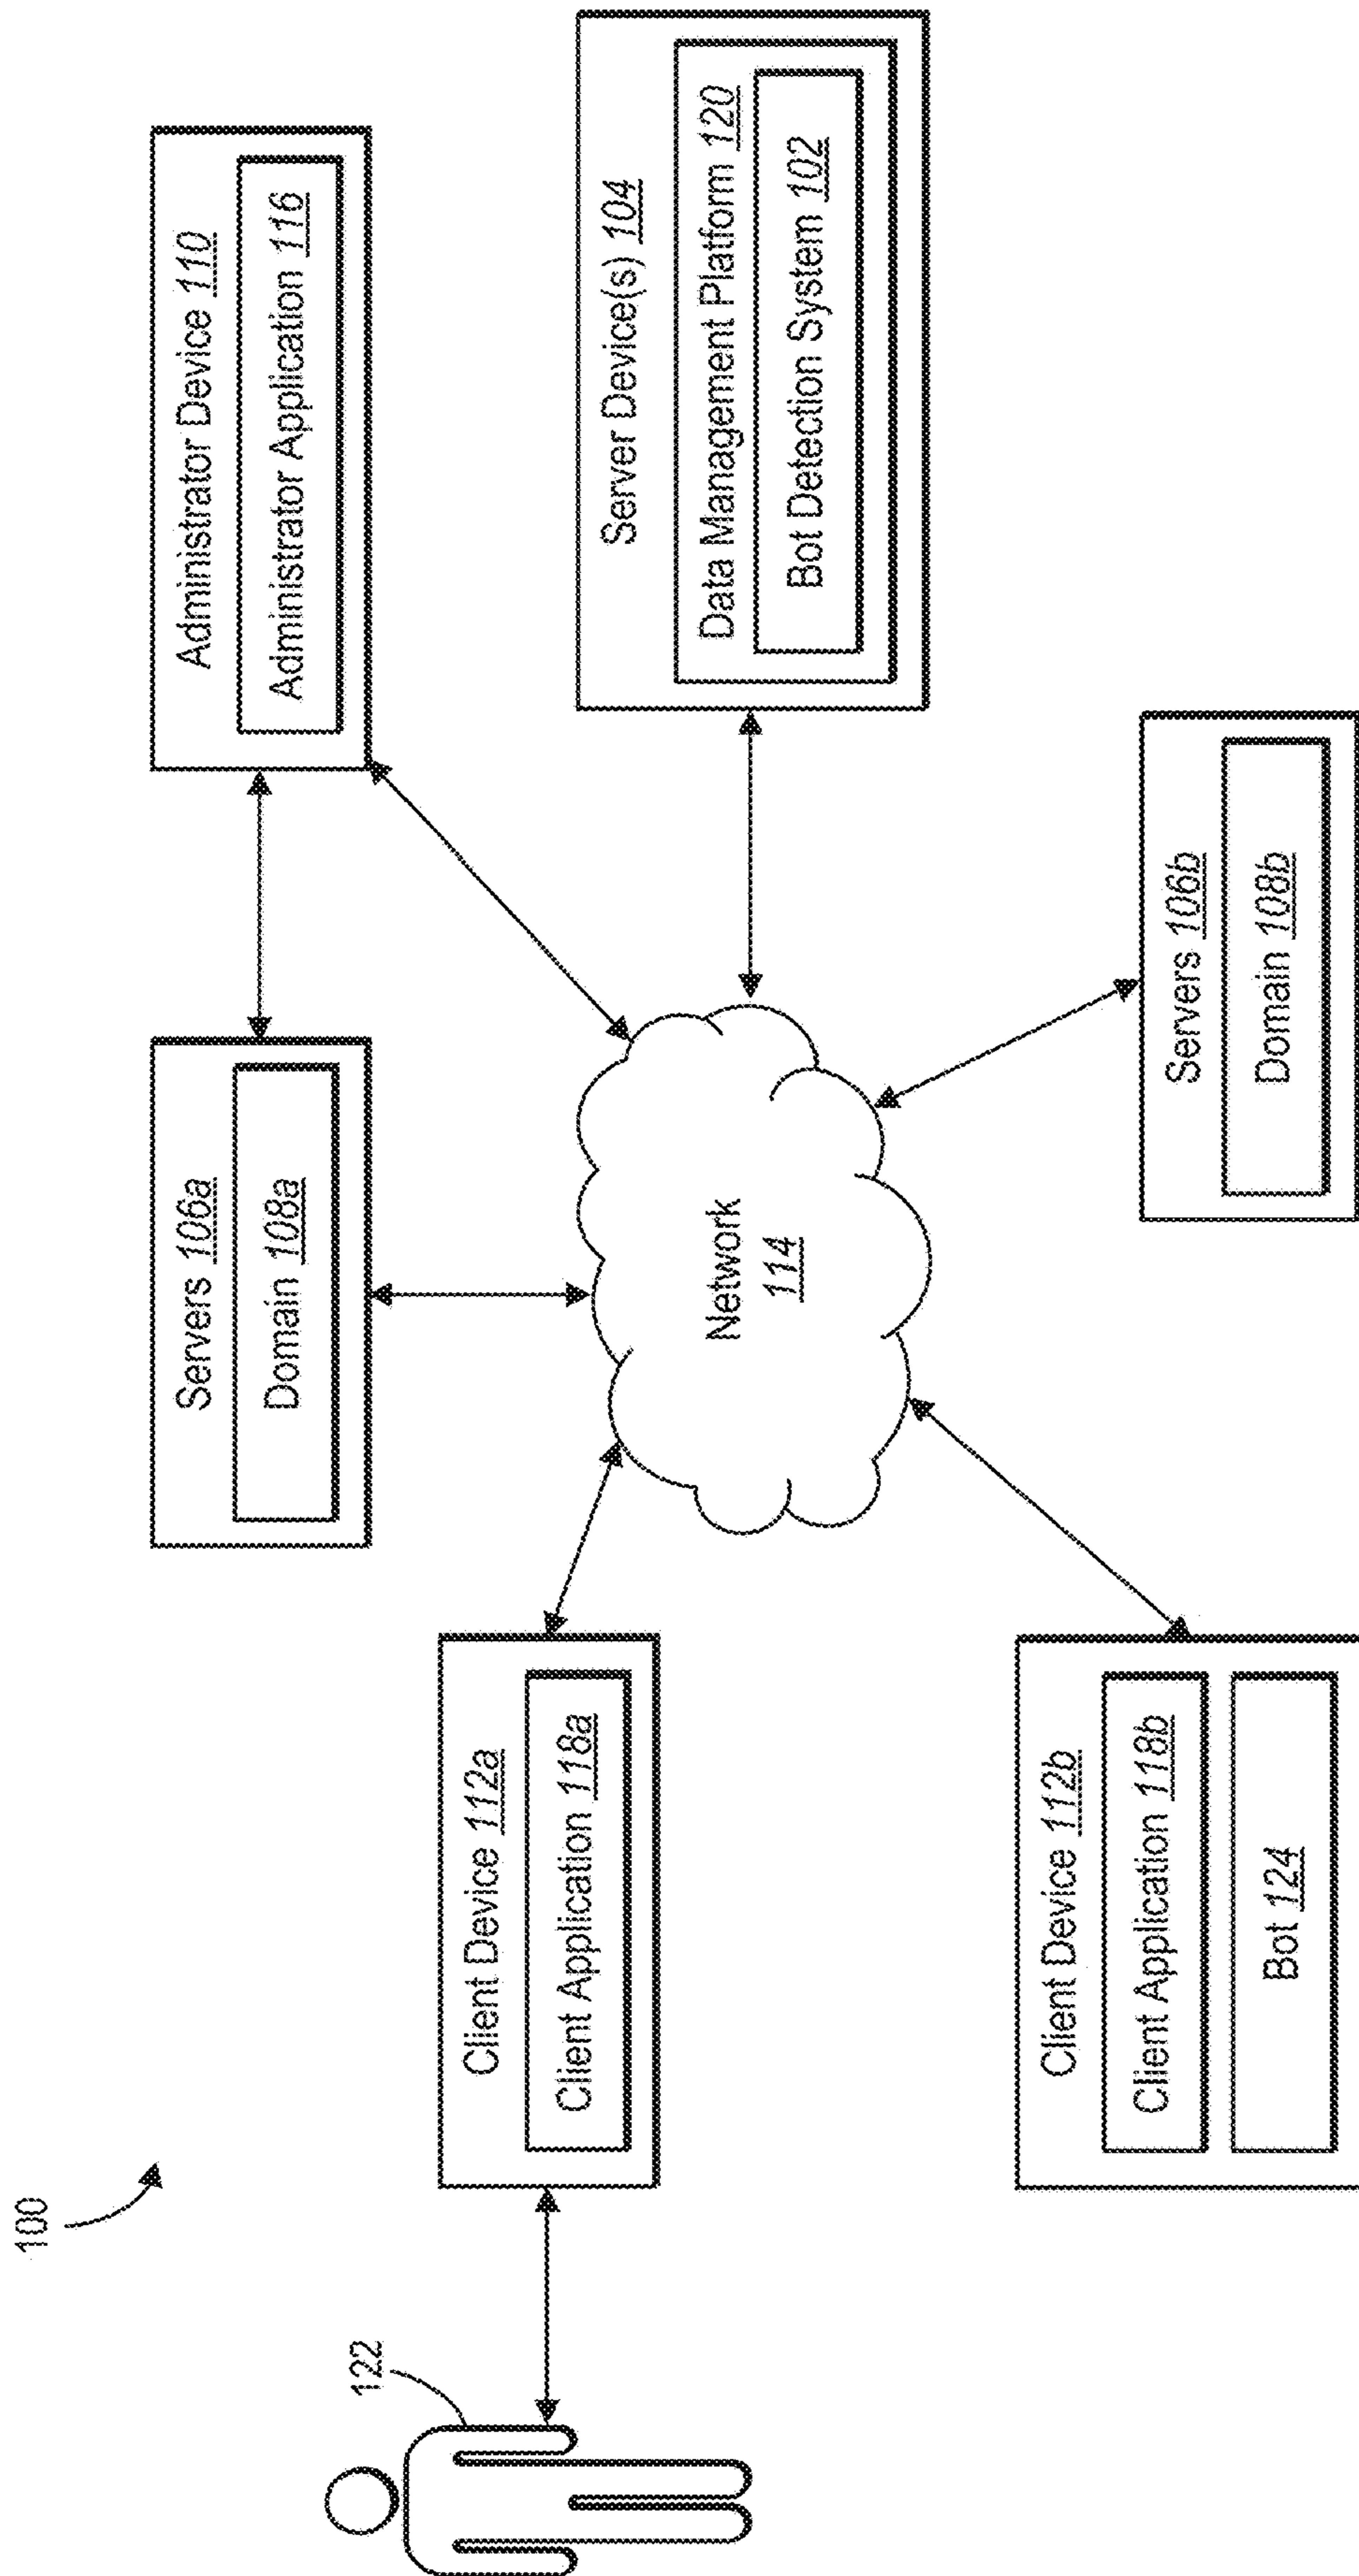 100
122
Client Device 112a
Client Application 118a
Client Device 112b
Client Application 118b
Bot 124
Servers 106a
Domain 108a
Network
114
Servers 106b
Domain 108b
Administrator Device 110
Administrator Application 116
Server Device(s) 104
Data Management Platform 120
Bot Detection System 102